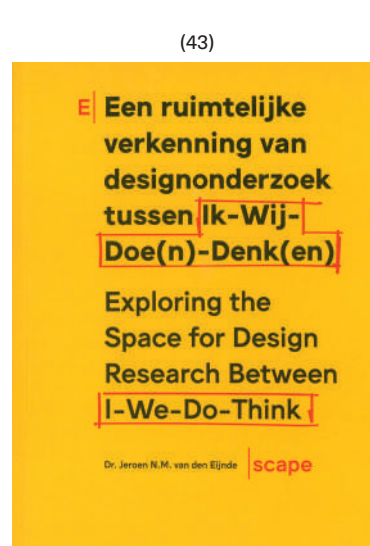 (43)
E Een ruimtelijke
verkenning van
designonderzoek
tussen Ik-Wij-
Doe(n)-Denk(en)
Exploring the
Space for Design
Research Between
I-We-Do-Think
Dr. Jeroen N.M. van den Eijnde scape